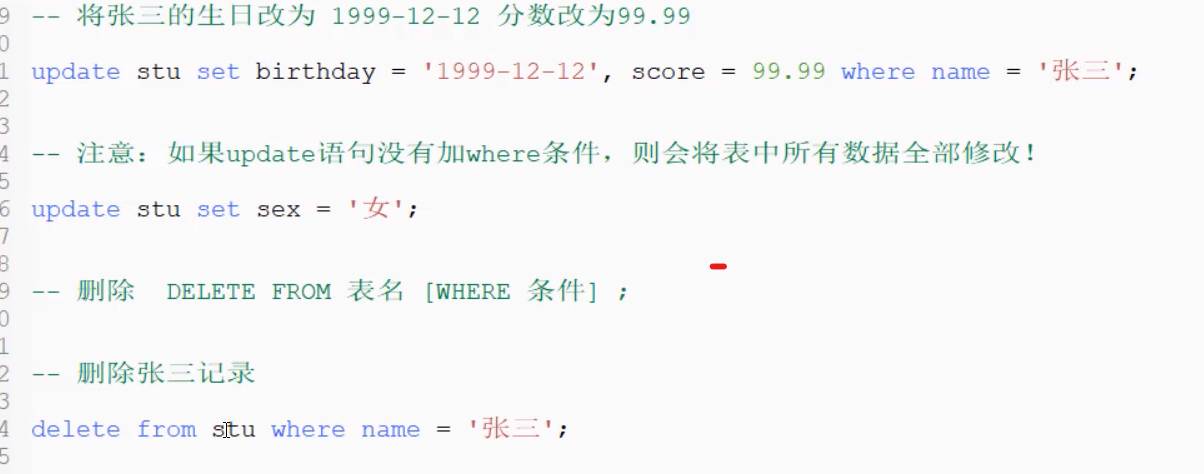 9 -- 将张三的生日改为 1999-12-12 分数改为99.99
0
1 update stu set birthday = '1999-12-12', score = 99.99 where name = '张三';
2
3
4 -- 注意：如果update语句没有加where条件，则会将表中所有数据全部修改！
5
6 update stu set sex = '女';
7
8
9 -- 删除 DELETE FROM 表名 [WHERE 条件] ;
0
1
2 -- 删除张三记录
3
4 delete from stu where name = '张三';
5